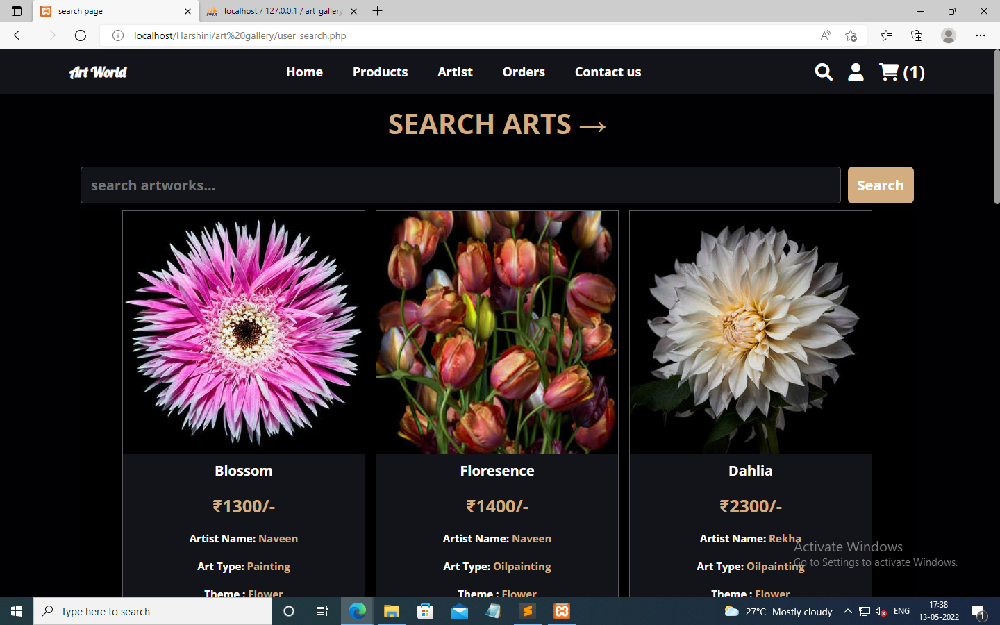 search page
localhost / 127.0.0.1 / art_gallery
localhost/Harshini/art%20gallery/user_search.php
Art World
Home
Products
Artist
Orders
Contact us
(1)
SEARCH ARTS →
search artworks...
Search
Blossom
₹1300/-
Artist Name: Naveen
Art Type: Painting
Theme : Flower
Floresence
₹1400/-
Artist Name: Naveen
Art Type: Oilpainting
Theme : Flower
Dahlia
₹2300/-
Artist Name: Rekha
Art Type: Oilpainting
Theme : Flower
Activate Windows
Go to Settings to activate Windows.
Type here to search
27°C Mostly cloudy
ENG
17:38
13-05-2022
1